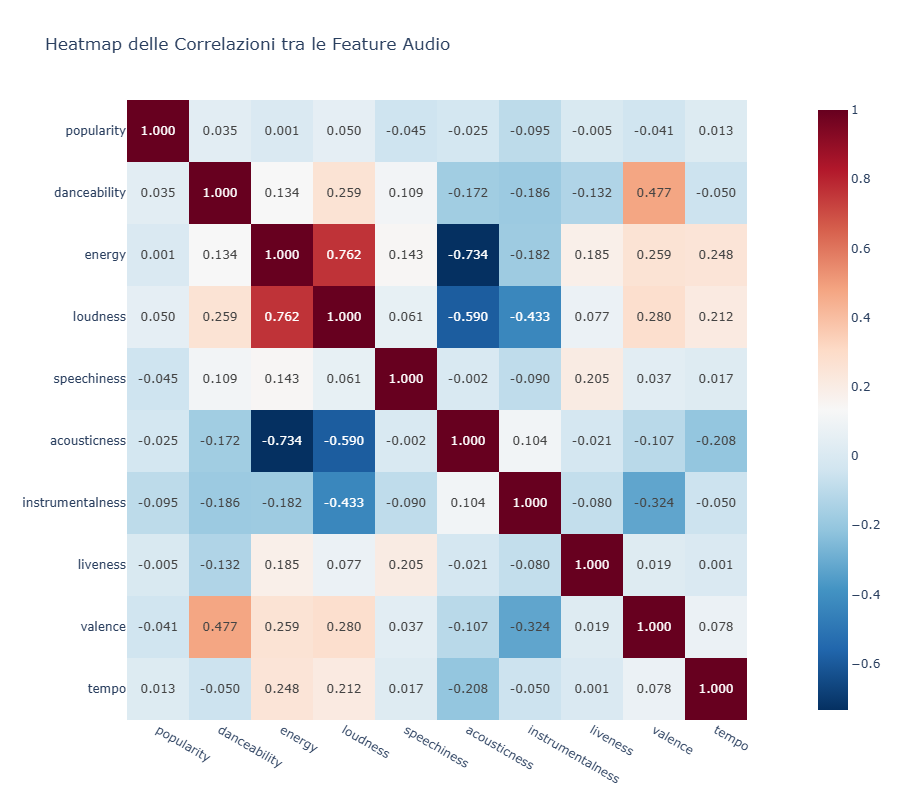 Heatmap delle Correlazioni tra le Feature Audio
popularity 1.000 0.035 0.001 0.050 -0.045 -0.025 -0.095 -0.005 -0.041 0.013
danceability 0.035 1.000 0.134 0.259 0.109 -0.172 -0.186 -0.132 0.477 -0.050
energy 0.001 0.134 1.000 0.762 0.143 -0.734 -0.182 0.185 0.259 0.248
loudness 0.050 0.259 0.762 1.000 0.061 -0.590 -0.433 0.077 0.280 0.212
speechiness -0.045 0.109 0.143 0.061 1.000 -0.002 -0.090 0.205 0.037 0.017
acousticness -0.025 -0.172 -0.734 -0.590 -0.002 1.000 0.104 -0.021 -0.107 -0.208
instrumentalness -0.095 -0.186 -0.182 -0.433 -0.090 0.104 1.000 -0.080 -0.324 -0.050
liveness -0.005 -0.132 0.185 0.077 0.205 -0.021 -0.080 1.000 0.019 0.001
valence -0.041 0.477 0.259 0.280 0.037 -0.107 -0.324 0.019 1.000 0.078
tempo 0.013 -0.050 0.248 0.212 0.017 -0.208 -0.050 0.001 0.078 1.000
popularity danceability energy loudness speechiness acousticness instrumentalness liveness valence tempo
1
0.8
0.6
0.4
0.2
0
−0.2
−0.4
−0.6